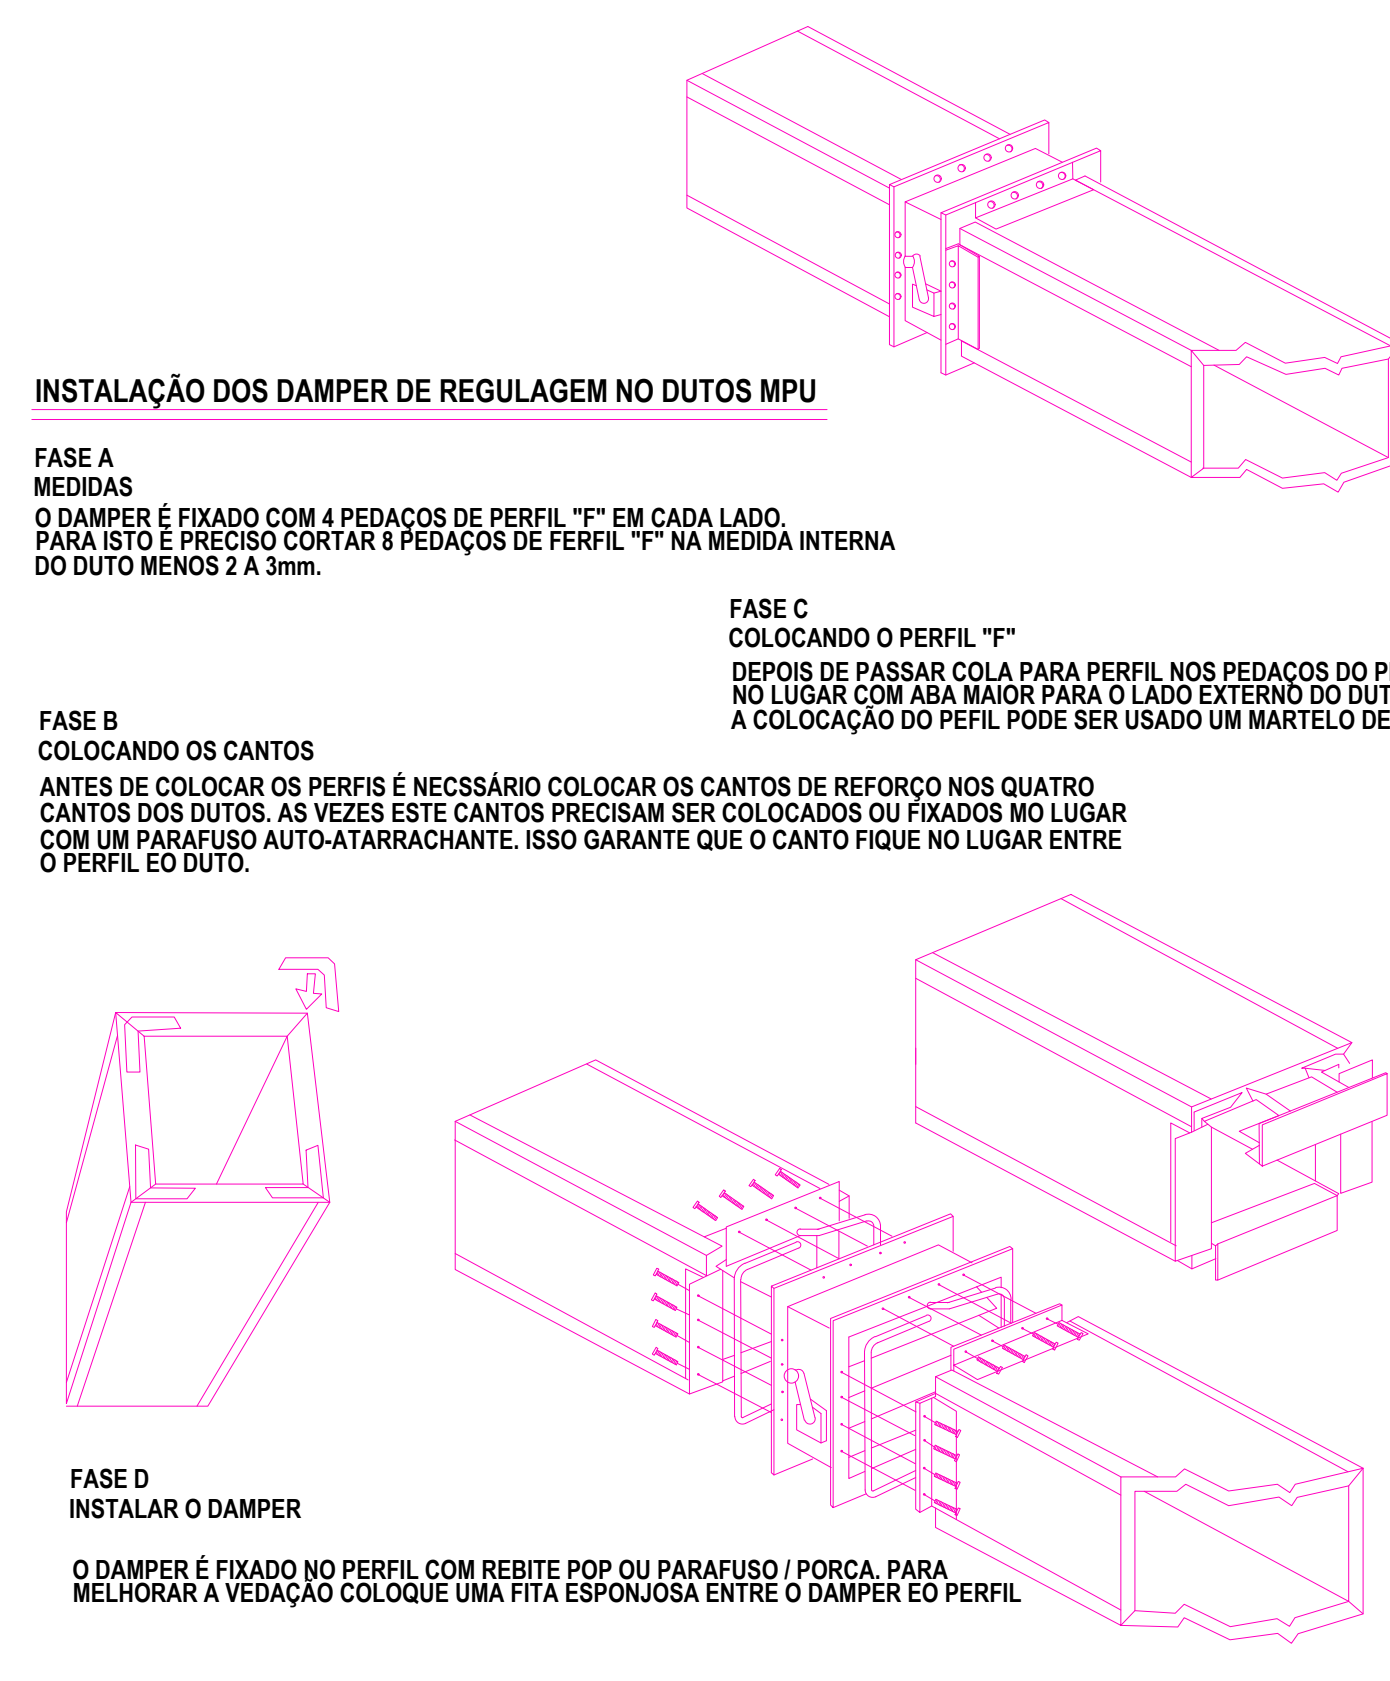 INSTALAÇÃO DOS DAMPER DE REGULAGEM NO DUTOS MPU
FASE A
MEDIDAS
O DAMPER É FIXADO COM 4 PEDAÇOS DE PERFIL "F" EM CADA LADO.
PARA ISTO É PRECISO CORTAR 8 PEDAÇOS DE FERFIL "F" NA MEDIDA INTERNA
DO DUTO MENOS 2 A 3mm.
FASE B
COLOCANDO OS CANTOS
ANTES DE COLOCAR OS PERFIS É NECSSÁRIO COLOCAR OS CANTOS DE REFORÇO NOS QUATRO
CANTOS DOS DUTOS. AS VEZES ESTE CANTOS PRECISAM SER COLOCADOS OU FIXADOS MO LUGAR
COM UM PARAFUSO AUTO-ATARRACHANTE. ISSO GARANTE QUE O CANTO FIQUE NO LUGAR ENTRE
O PERFIL EO DUTO.
FASE C
COLOCANDO O PERFIL "F"
DEPOIS DE PASSAR COLA PARA PERFIL NOS PEDAÇOS DO
NO LUGAR COM ABA MAIOR PARA O LADO EXTERNO DO
A COLOCAÇÃO DO PEFIL PODE SER USADO UM MARTELO DE
FASE D
INSTALAR O DAMPER
O DAMPER É FIXADO NO PERFIL COM REBITE POP OU PARAFUSO / PORCA. PARA
MELHORAR A VEDAÇÃO COLOQUE UMA FITA ESPONJOSA ENTRE O DAMPER EO PERFIL